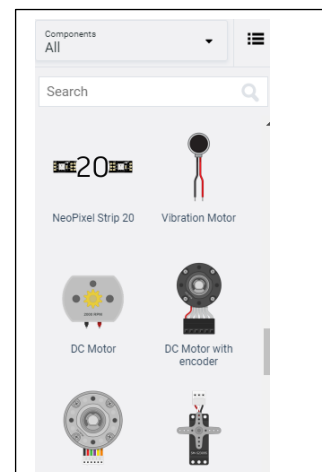 Components
All
Search
20
NeoPixel Strip 20
Vibration Motor
DC Motor
DC Motor with
encoder